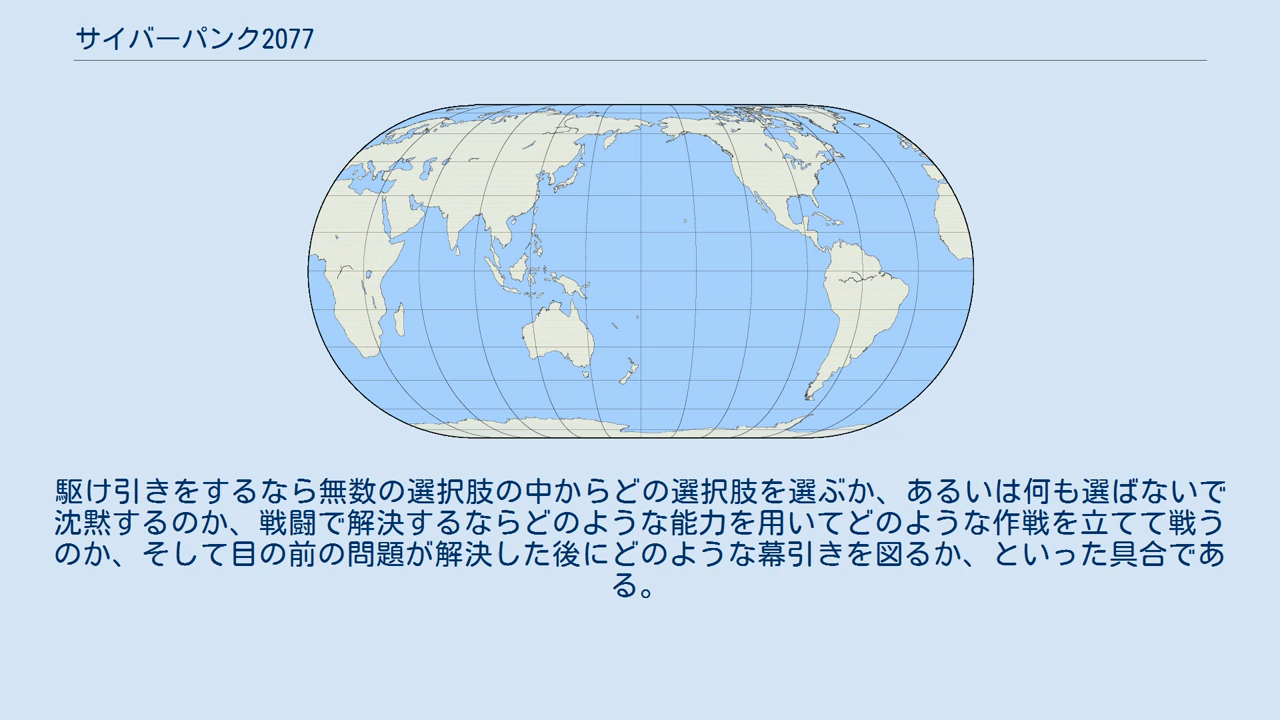 サイバーパンク2077
駆け引きをするなら無数の選択肢の中からどの選択肢を選ぶか、あるいは何も選ばないで
沈黙するのか、戦闘で解決するならどのような能力を用いてどのような作戦を立てて戦う
のか、そして目の前の問題が解決した後にどのような幕引きを図るか、といった具合であ
る。